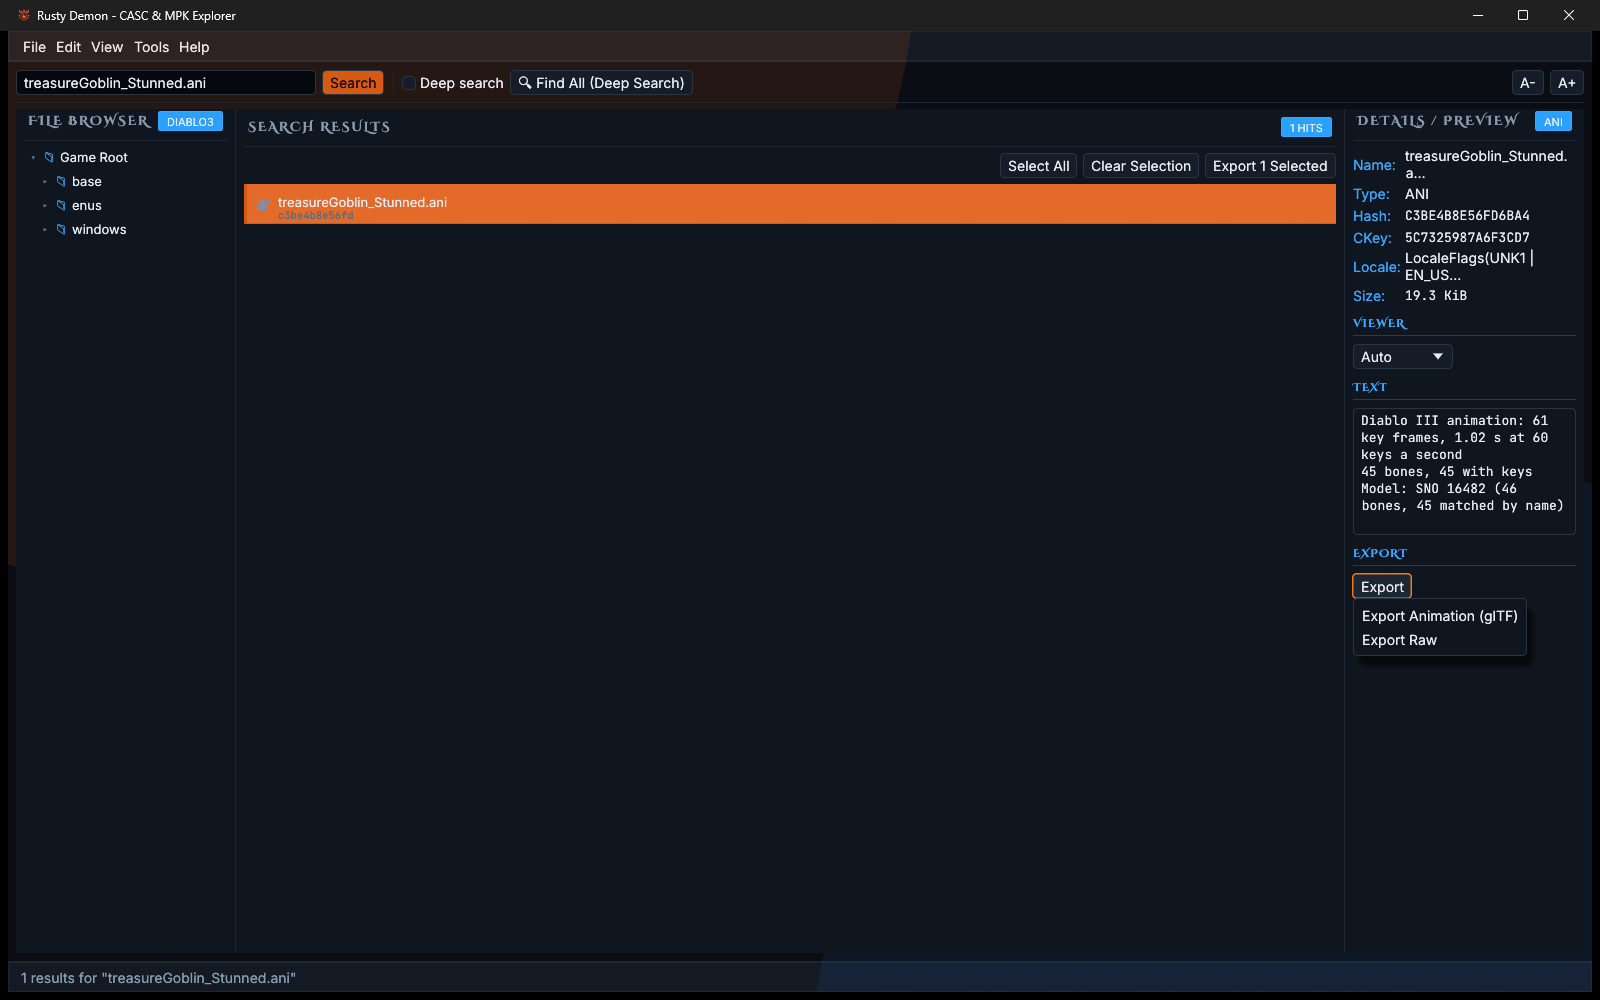 Rusty Demon - CASC & MPK Explorer
File Edit View Tools Help
treasureGoblin_Stunned.ani
Search
Deep search
Find All (Deep Search)
A-
A+
FILE BROWSER
DIABLO3
Game Root
base
enus
windows
SEARCH RESULTS
1 HITS
Select All
Clear Selection
Export 1 Selected
treasureGoblin_Stunned.ani
c3be4b8e56fd
DETAILS / PREVIEW
ANI
Name: treasureGoblin_Stunned.
a...
Type: ANI
Hash: C3BE4B8E56FD6BA4
CKey: 5C7325987A6F3CD7
Locale: LocaleFlags(UNK1 |
EN_US...
Size: 19.3 KiB
VIEWER
Auto
TEXT
Diablo III animation: 61
key frames, 1.02 s at 60
keys a second
45 bones, 45 with keys
Model: SNO 16482 (46
bones, 45 matched by name)
EXPORT
Export
Export Animation (glTF)
Export Raw
1 results for "treasureGoblin_Stunned.ani"